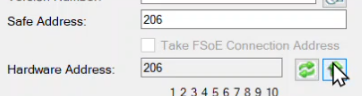 Safe Address: 206
Take FSoE Connection Address
Hardware Address: 206
1 2 3 4 5 6 7 8 9 10